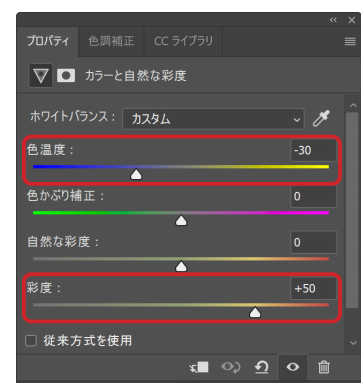 プロパティ 色調補正 CC ライブラリ
カラーと自然な彩度
ホワイトバランス： カスタム
色温度： -30
色かぶり補正： 0
自然な彩度： 0
彩度： +50
従来方式を使用